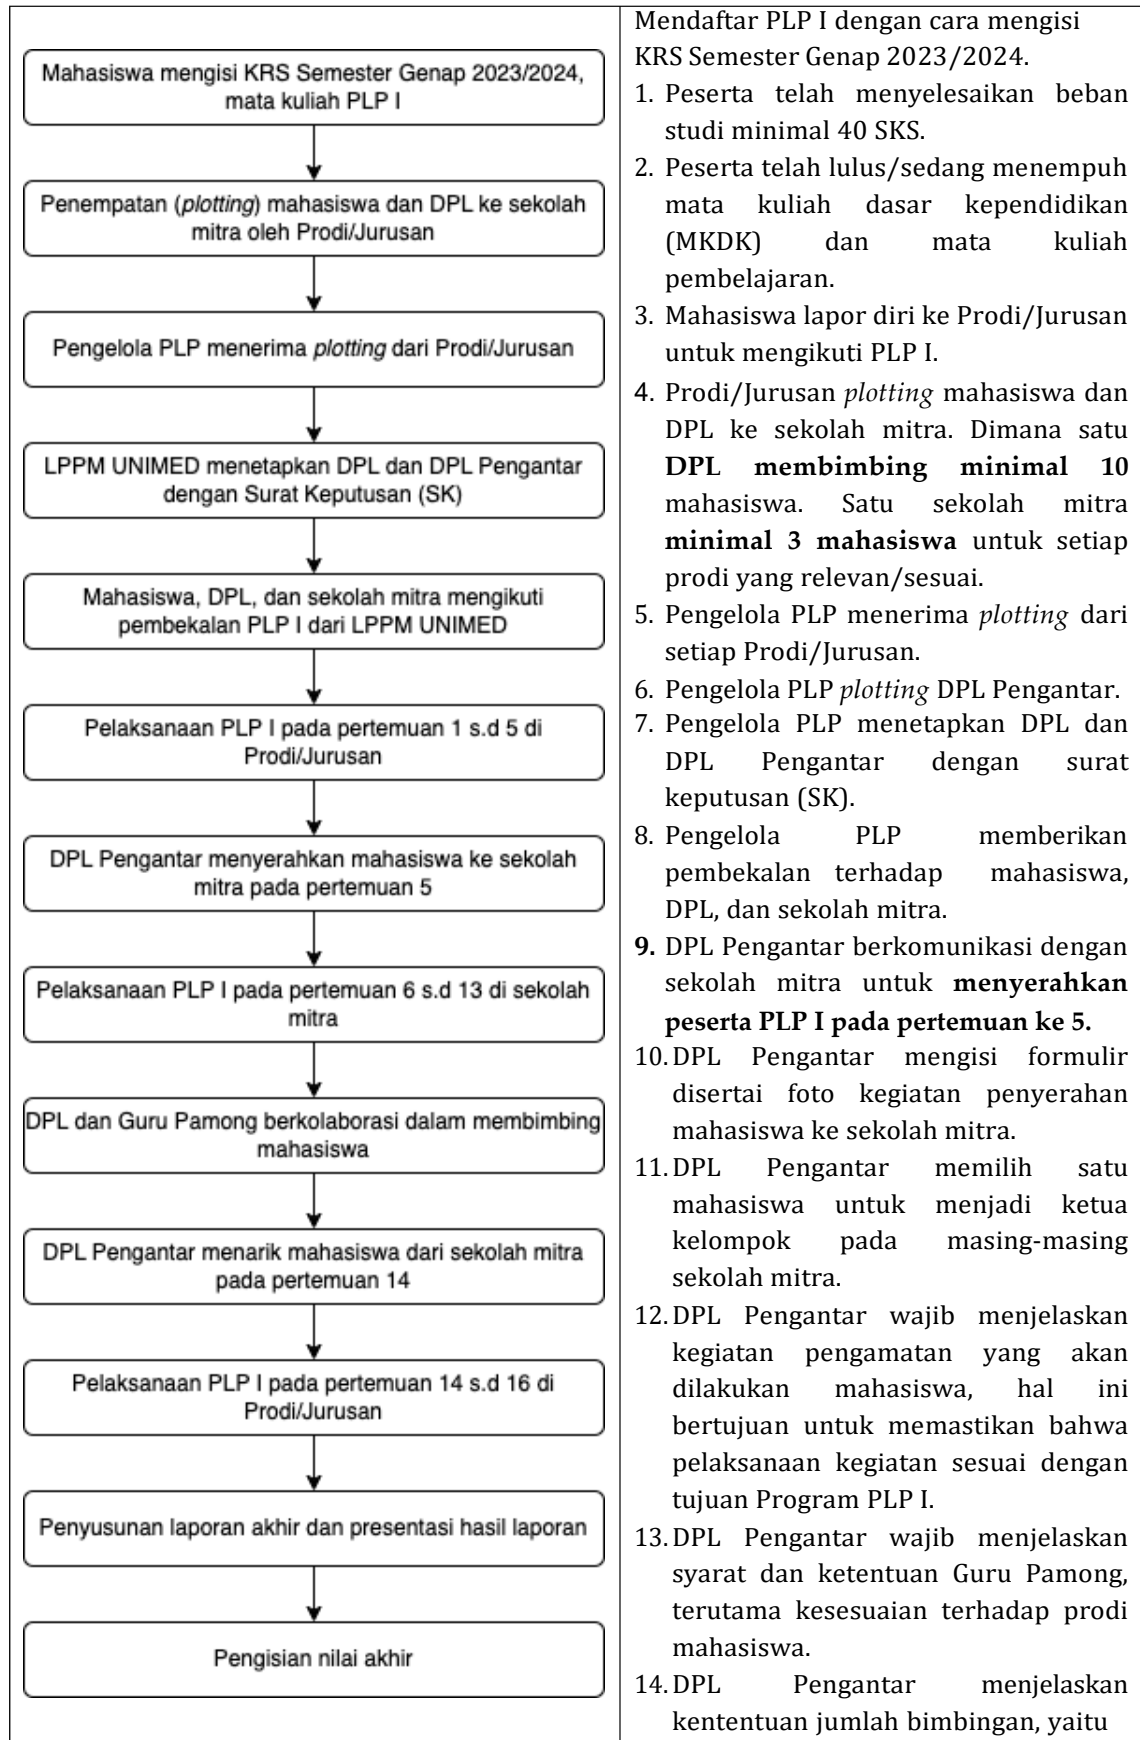 Mahasiswa mengisi KRS Semester Genap 2023/2024,
mata kuliah PLP I
Penempatan (plotting) mahasiswa dan DPL ke sekolah
mitra oleh Prodi/Jurusan
Pengelola PLP menerima plotting dari Prodi/Jurusan
LPPM UNIMED menetapkan DPL dan DPL Pengantar
dengan Surat Keputusan (SK)
Mahasiswa, DPL, dan sekolah mitra mengikuti
pembekalan PLP I dari LPPM UNIMED
Pelaksanaan PLP I pada pertemuan 1 s.d 5 di
Prodi/Jurusan
DPL Pengantar menyerahkan mahasiswa ke sekolah
mitra pada pertemuan 5
Pelaksanaan PLP I pada pertemuan 6 s.d 13 di sekolah
mitra
DPL dan Guru Pamong berkolaborasi dalam membimbing
mahasiswa
DPL Pengantar menarik mahasiswa dari sekolah mitra
pada pertemuan 14
Pelaksanaan PLP I pada pertemuan 14 s.d 16 di
Prodi/Jurusan
Penyusunan laporan akhir dan presentasi hasil laporan
Pengisian nilai akhir
Mendaftar PLP I dengan cara mengisi
KRS Semester Genap 2023/2024.
1. Peserta telah menyelesaikan beban
studi minimal 40 SKS.
2. Peserta telah lulus/sedang menempuh
mata kuliah dasar kependidikan
(MKDK) dan mata kuliah
pembelajaran.
3. Mahasiswa lapor diri ke Prodi/Jurusan
untuk mengikuti PLP I.
4. Prodi/Jurusan plotting mahasiswa dan
DPL ke sekolah mitra. Dimana satu
DPL membimbing minimal 10
mahasiswa. Satu sekolah mitra
minimal 3 mahasiswa untuk setiap
prodi yang relevan/sesuai.
5. Pengelola PLP menerima plotting dari
setiap Prodi/Jurusan.
6. Pengelola PLP plotting DPL Pengantar.
7. Pengelola PLP menetapkan DPL dan
DPL Pengantar dengan surat
keputusan (SK).
8. Pengelola PLP memberikan
pembekalan terhadap mahasiswa,
DPL, dan sekolah mitra.
9. DPL Pengantar berkomunikasi dengan
sekolah mitra untuk menyerahkan
peserta PLP I pada pertemuan ke 5.
10. DPL Pengantar mengisi formulir
disertai foto kegiatan penyerahan
mahasiswa ke sekolah mitra.
11. DPL Pengantar memilih satu
mahasiswa untuk menjadi ketua
kelompok pada masing-masing
sekolah mitra.
12. DPL Pengantar wajib menjelaskan
kegiatan pengamatan yang akan
dilakukan mahasiswa, hal ini
bertujuan untuk memastikan bahwa
pelaksanaan kegiatan sesuai dengan
tujuan Program PLP I.
13. DPL Pengantar wajib menjelaskan
syarat dan ketentuan Guru Pamong,
terutama kesesuaian terhadap prodi
mahasiswa.
14. DPL Pengantar menjelaskan
kententuan jumlah bimbingan, yaitu